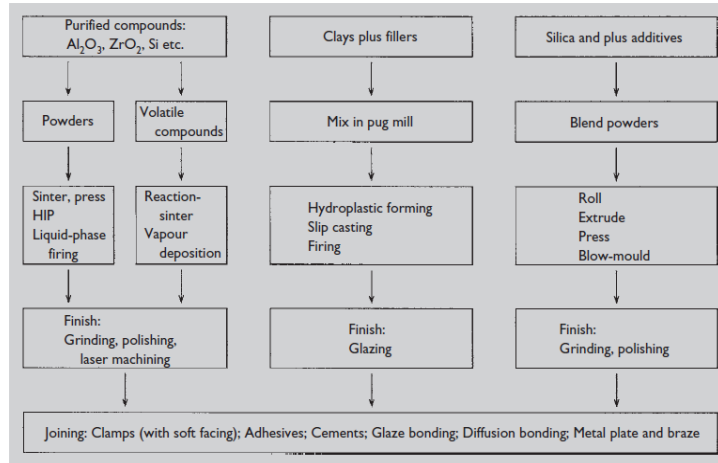 Purified compounds:
Al₂O₃, ZrO₂, Si etc.
Clays plus fillers
Silica and plus additives
Powders
Volatile
compounds
Mix in pug mill
Blend powders
Sinter, press
HIP
Liquid-phase
firing
Reaction-
sinter
Vapour
deposition
Hydroplastic forming
Slip casting
Firing
Roll
Extrude
Press
Blow-mould
Finish:
Grinding, polishing,
laser machining
Finish:
Glazing
Finish:
Grinding, polishing
Joining: Clamps (with soft facing); Adhesives; Cements; Glaze bonding; Diffusion bonding; Metal plate and braze